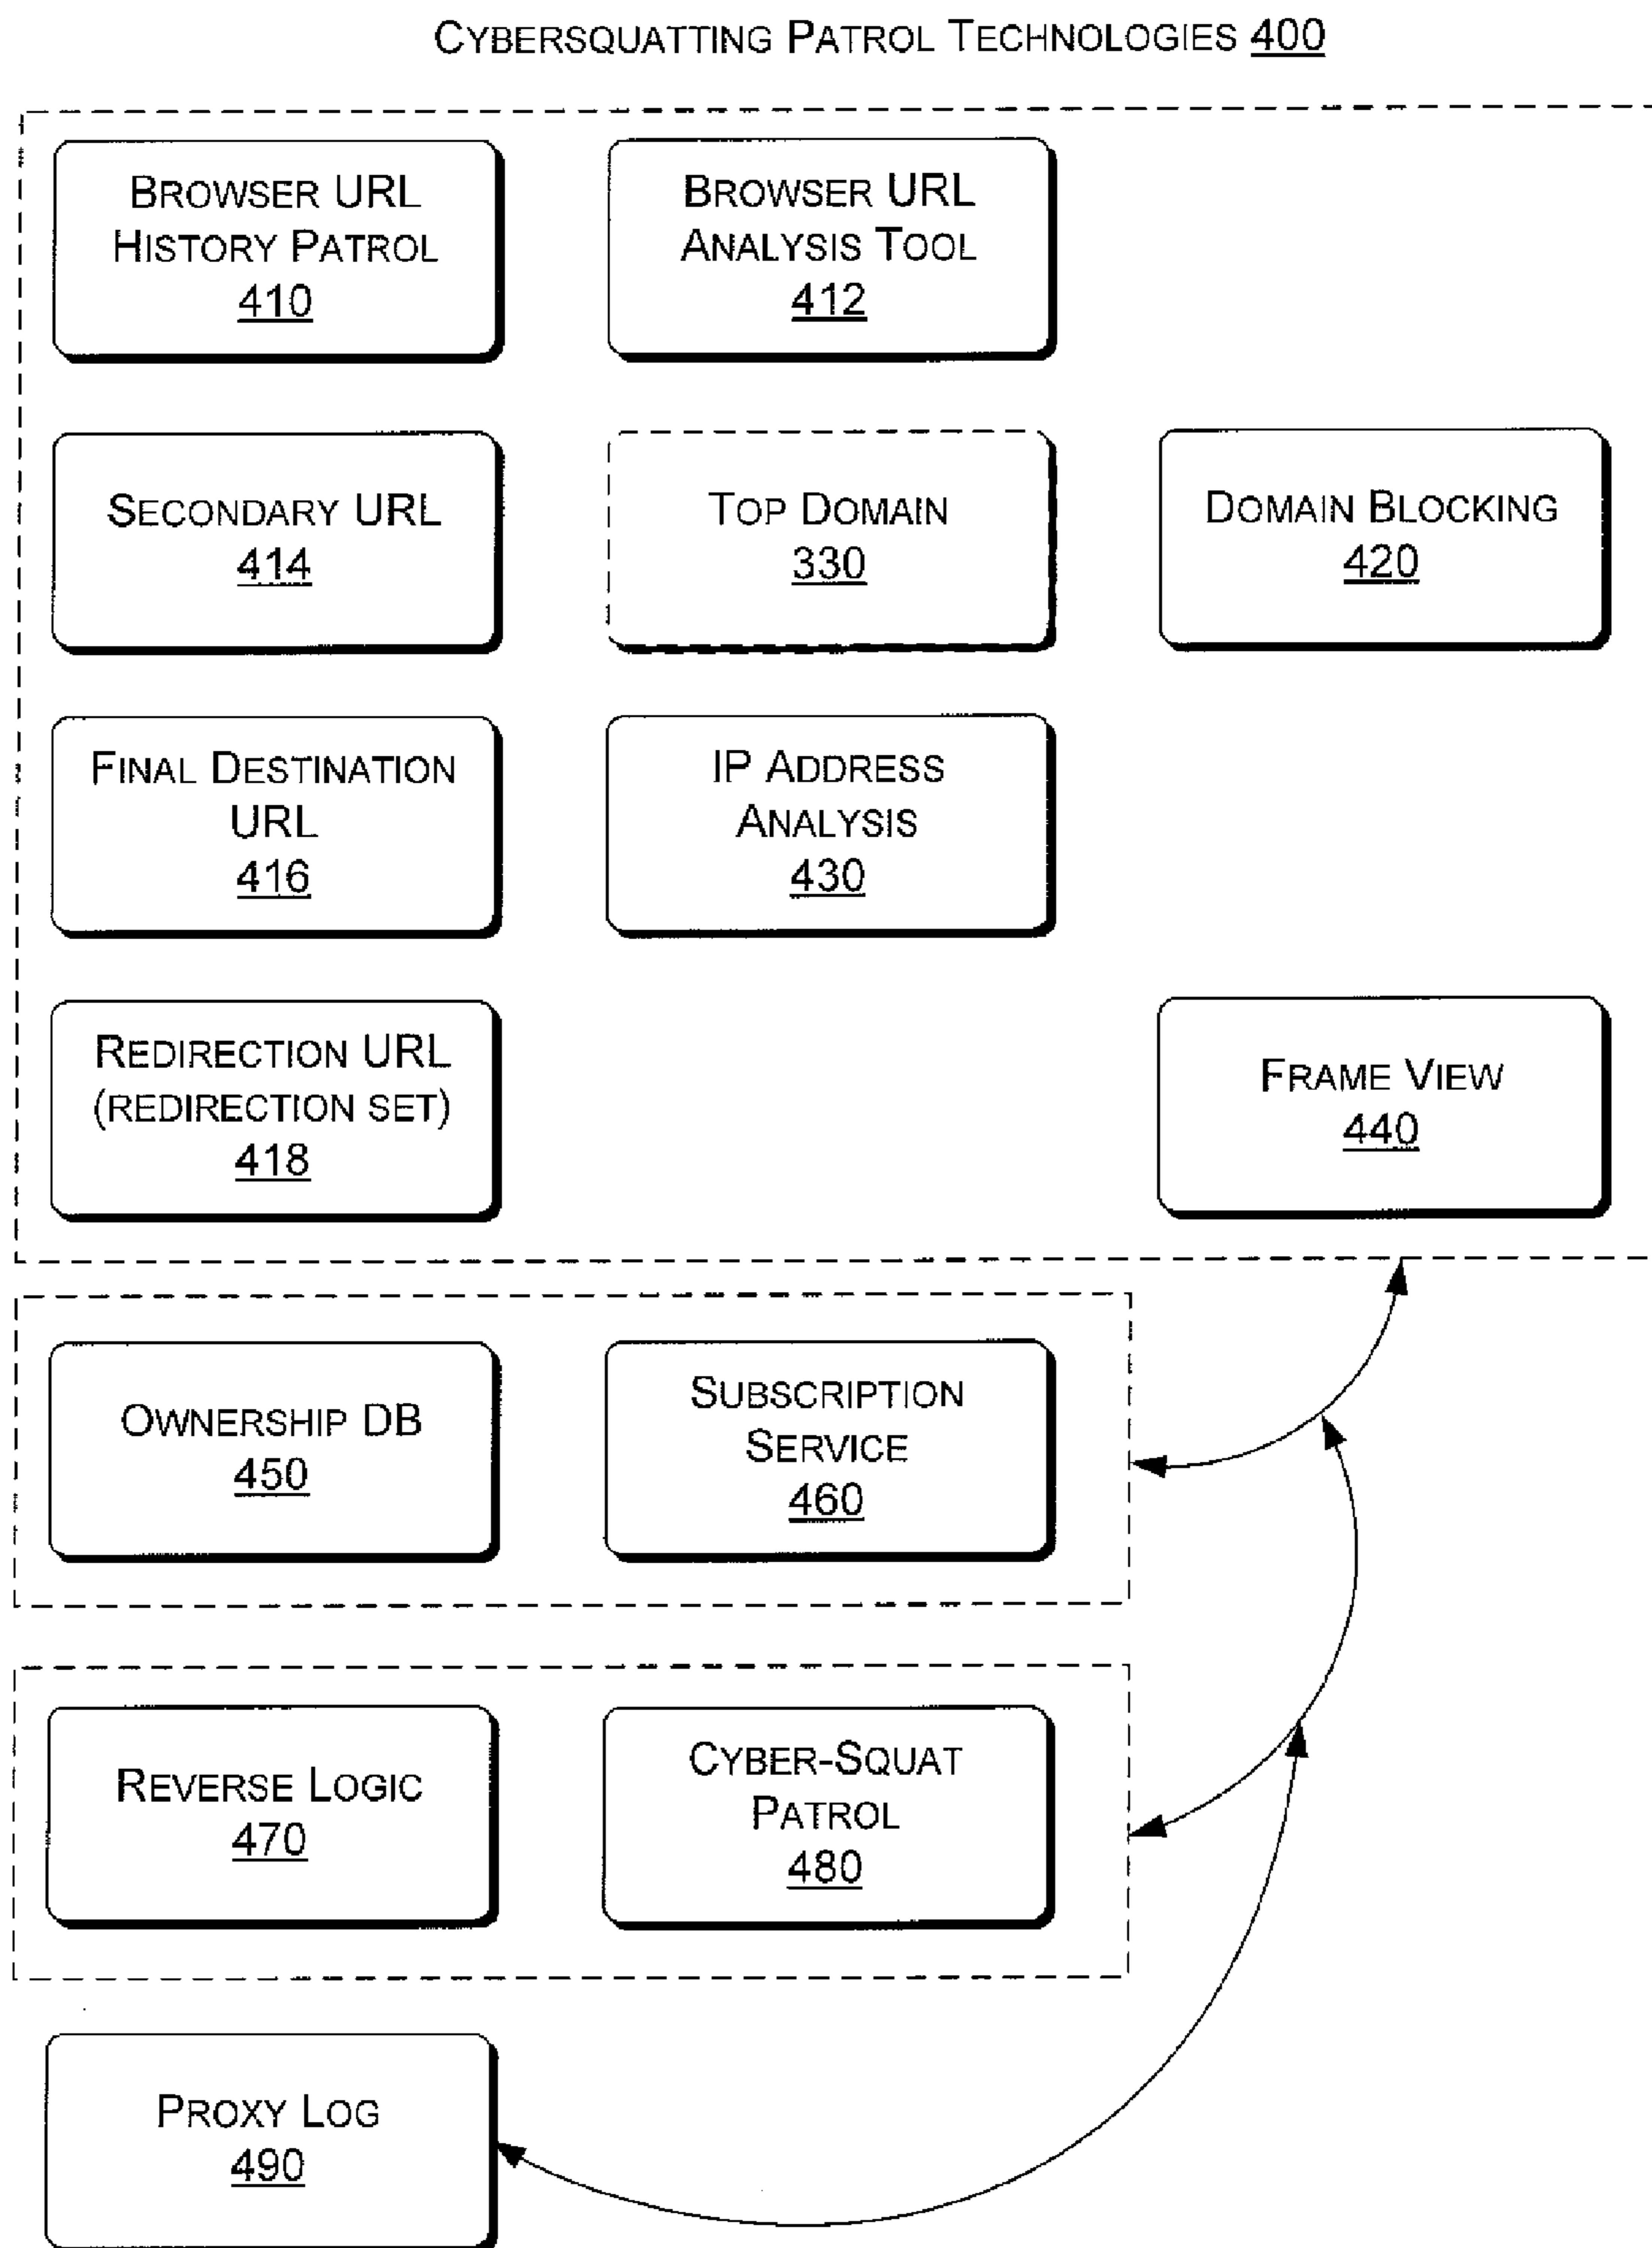 CYBERSQUATTING PATROL TECHNOLOGIES 400
BROWSER URL
HISTORY PATROL
410
BROWSER URL
ANALYSIS TOOL
412
SECONDARY URL
414
TOP DOMAIN
330
DOMAIN BLOCKING
420
FINAL DESTINATION
URL
416
IP ADDRESS
ANALYSIS
430
REDIRECTION URL
(REDIRECTION SET)
418
FRAME VIEW
440
OWNERSHIP DB
450
SUBSCRIPTION
SERVICE
460
REVERSE LOGIC
470
CYBER-SQUAT
PATROL
480
PROXY LOG
490